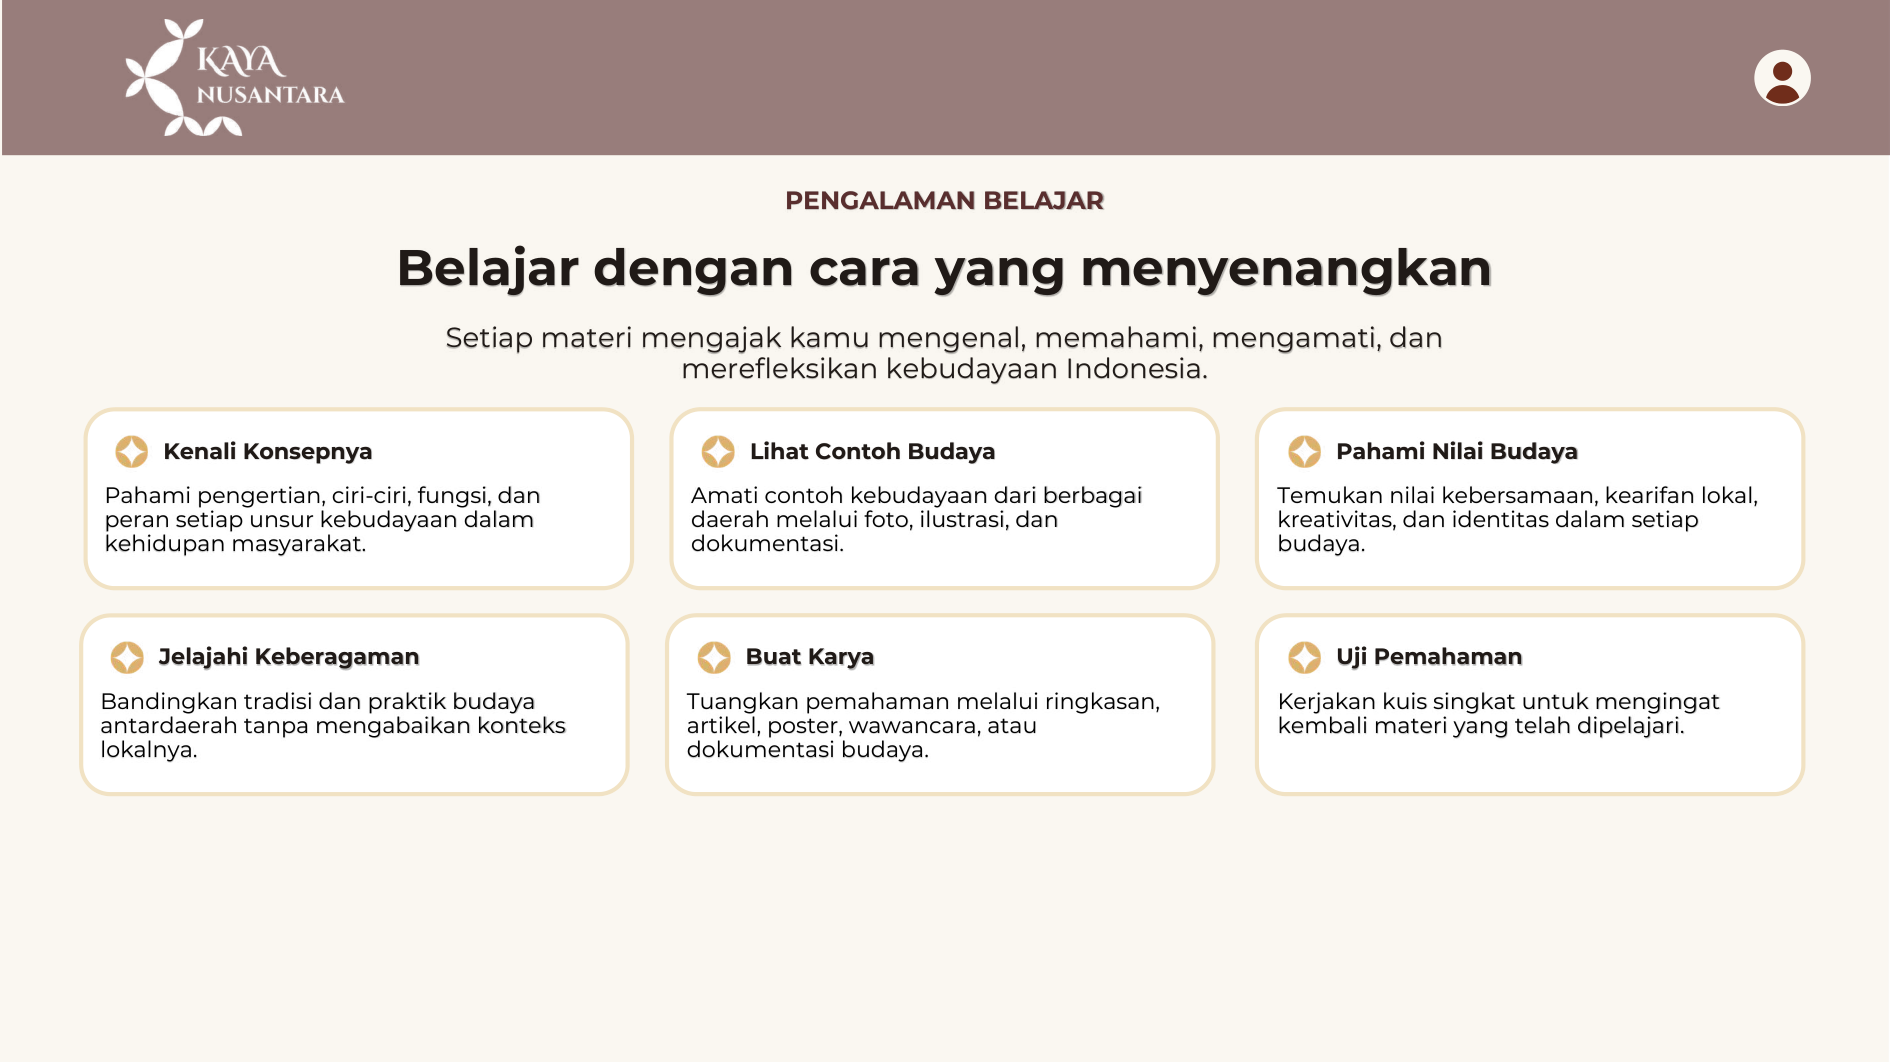 KAYA
NUSANTARA
PENGALAMAN BELAJAR
Belajar dengan cara yang menyenangkan
Setiap materi mengajak kamu mengenal, memahami, mengamati, dan
merefleksikan kebudayaan Indonesia.
Kenali Konsepnya
Pahami pengertian, ciri-ciri, fungsi, dan
peran setiap unsur kebudayaan dalam
kehidupan masyarakat.
Lihat Contoh Budaya
Amati contoh kebudayaan dari berbagai
daerah melalui foto, ilustrasi, dan
dokumentasi.
Pahami Nilai Budaya
Temukan nilai kebersamaan, kearifan lokal,
kreativitas, dan identitas dalam setiap
budaya.
Jelajahi Keberagaman
Bandingkan tradisi dan praktik budaya
antardaerah tanpa mengabaikan konteks
lokalnya.
Buat Karya
Tuangkan pemahaman melalui ringkasan,
artikel, poster, wawancara, atau
dokumentasi budaya.
Uji Pemahaman
Kerjakan kuis singkat untuk mengingat
kembali materi yang telah dipelajari.